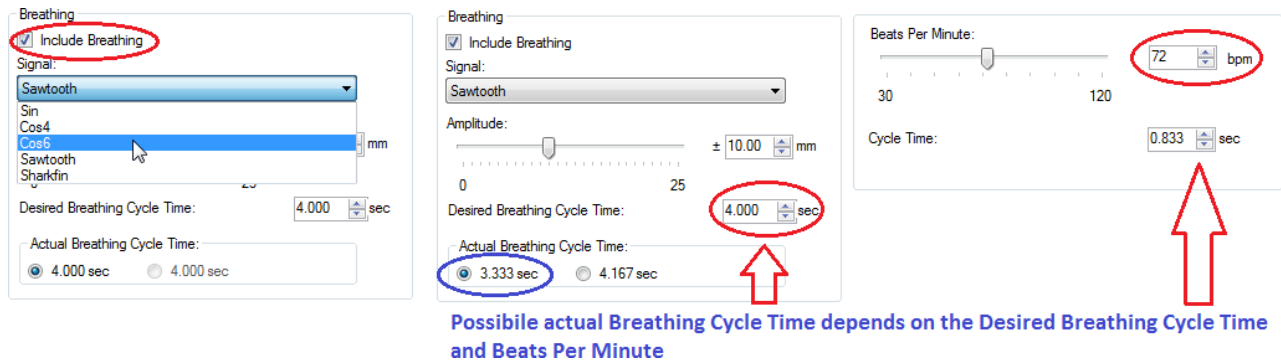 Breathing
Include Breathing
Signal:
Sawtooth
Sin
Cos4
Cos6
Sawtooth
Sharkfin
mm
Desired Breathing Cycle Time:
4.000 sec
Actual Breathing Cycle Time:
4.000 sec 4.000 sec
Breathing
Include Breathing
Signal:
Sawtooth
Amplitude:
± 10.00 mm
0 25
Desired Breathing Cycle Time:
4.000 sec
Actual Breathing Cycle Time:
3.333 sec 4.167 sec
Beats Per Minute:
72 bpm
30 120
Cycle Time:
0.833 sec
Possibile actual Breathing Cycle Time depends on the Desired Breathing Cycle Time
and Beats Per Minute